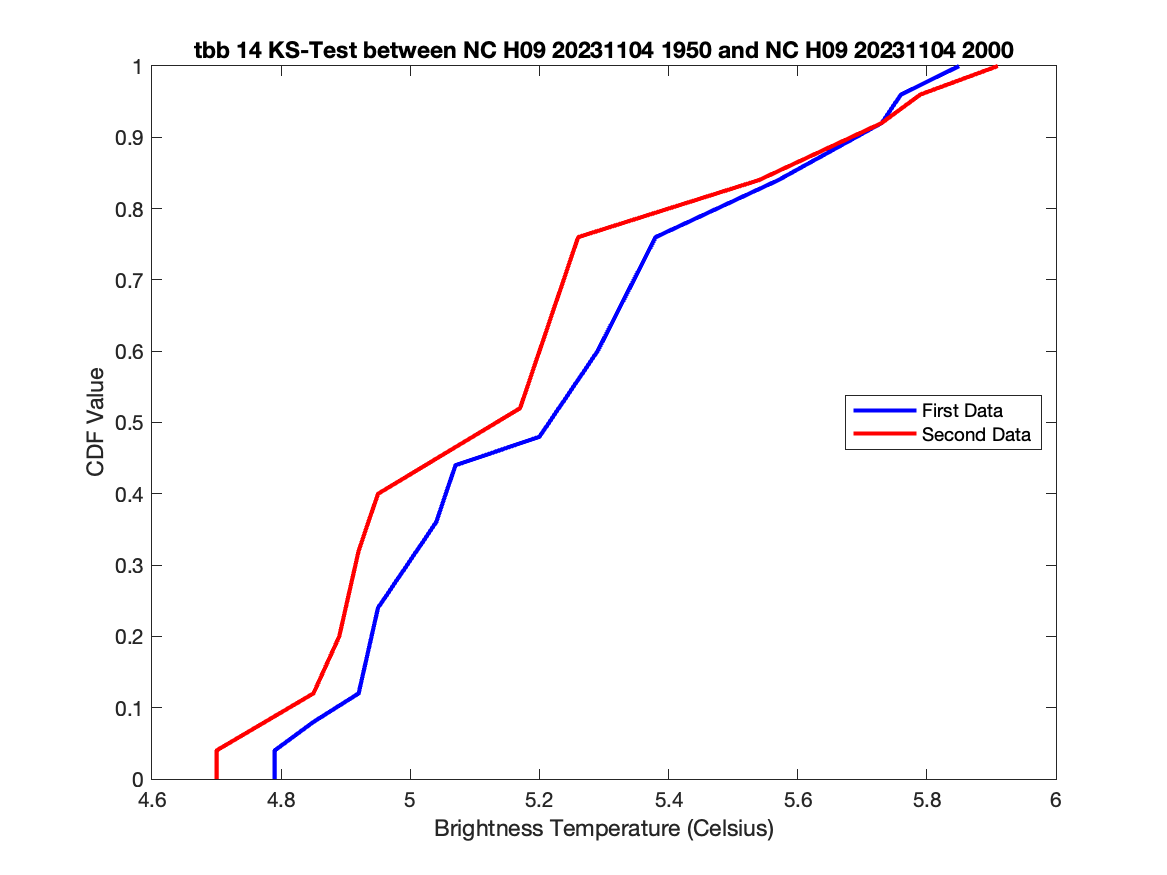 tbb 14 KS-Test between NC H09 20231104 1950 and NC H09 20231104 2000
1
0.9
0.8
0.7
0.6
0.5
0.4
0.3
0.2
0.1
0
CDF Value
First Data
Second Data
4.6 4.8 5 5.2 5.4 5.6 5.8 6
Brightness Temperature (Celsius)